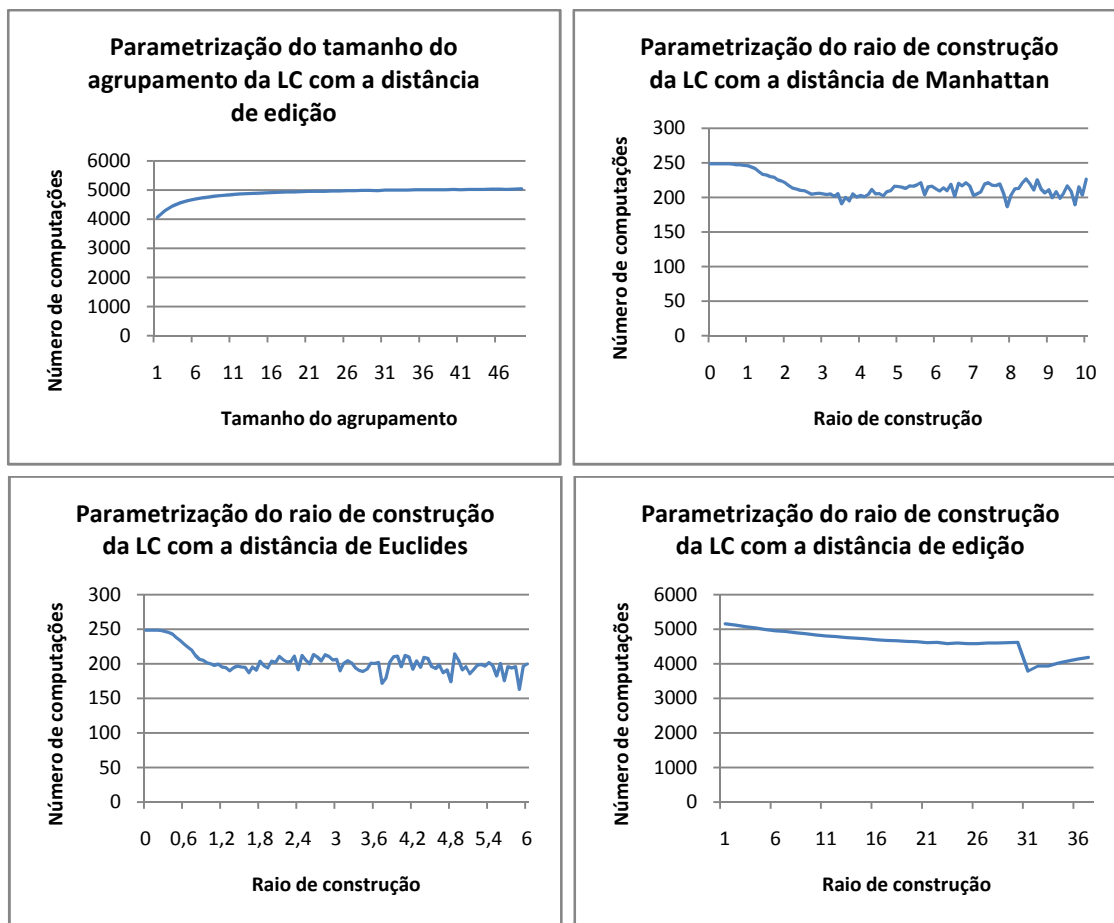 Parametrização do tamanho do
agrupamento da LC com a distância
de edição
Número de computações
6000
5000
4000
3000
2000
1000
0
1 6 11 16 21 26 31 36 41 46
Tamanho do agrupamento
Parametrização do raio de construção
da LC com a distância de Manhattan
Número de computações
300
250
200
150
100
50
0
0 1 2 3 4 5 6 7 8 9 10
Raio de construção
Parametrização do raio de construção
da LC com a distância de Euclides
Número de computações
300
250
200
150
100
50
0
0 0,6 1,2 1,8 2,4 3 3,6 4,2 4,8 5,4 6
Raio de construção
Parametrização do raio de construção
da LC com a distância de edição
Número de computações
6000
5000
4000
3000
2000
1000
0
1 6 11 16 21 26 31 36
Raio de construção